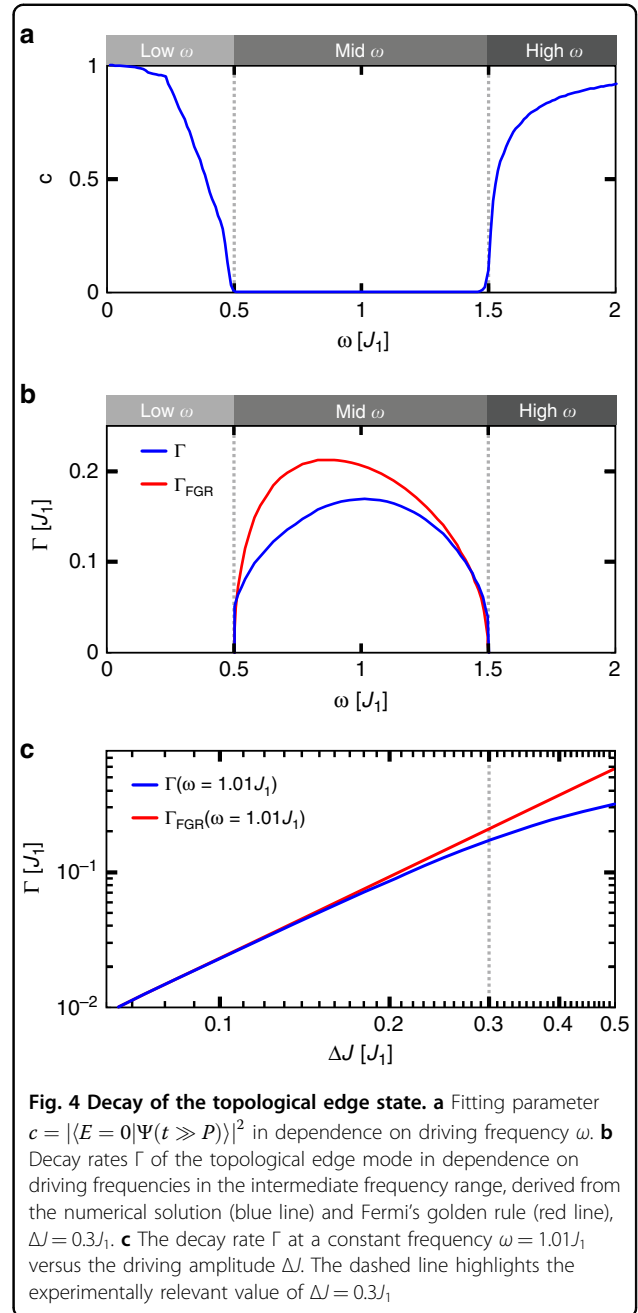 a
Low ω Mid ω High ω
1
0.5
0
c
0 0.5 1 1.5 2
ω [J₁]
b
Low ω Mid ω High ω
Γ
Γ_FGR
0.2
0.1
0
Γ [J₁]
0 0.5 1 1.5 2
ω [J₁]
c
Γ(ω = 1.01J₁)
Γ_FGR(ω = 1.01J₁)
10⁻¹
10⁻²
Γ [J₁]
0.1 0.2 0.3 0.4 0.5
ΔJ [J₁]
Fig. 4 Decay of the topological edge state. a Fitting parameter
c = |⟨E = 0|Ψ(t ≫ P)⟩|² in dependence on driving frequency ω. b
Decay rates Γ of the topological edge mode in dependence on
driving frequencies in the intermediate frequency range, derived from
the numerical solution (blue line) and Fermi's golden rule (red line),
ΔJ = 0.3J₁. c The decay rate Γ at a constant frequency ω = 1.01J₁
versus the driving amplitude ΔJ. The dashed line highlights the
experimentally relevant value of ΔJ = 0.3J₁